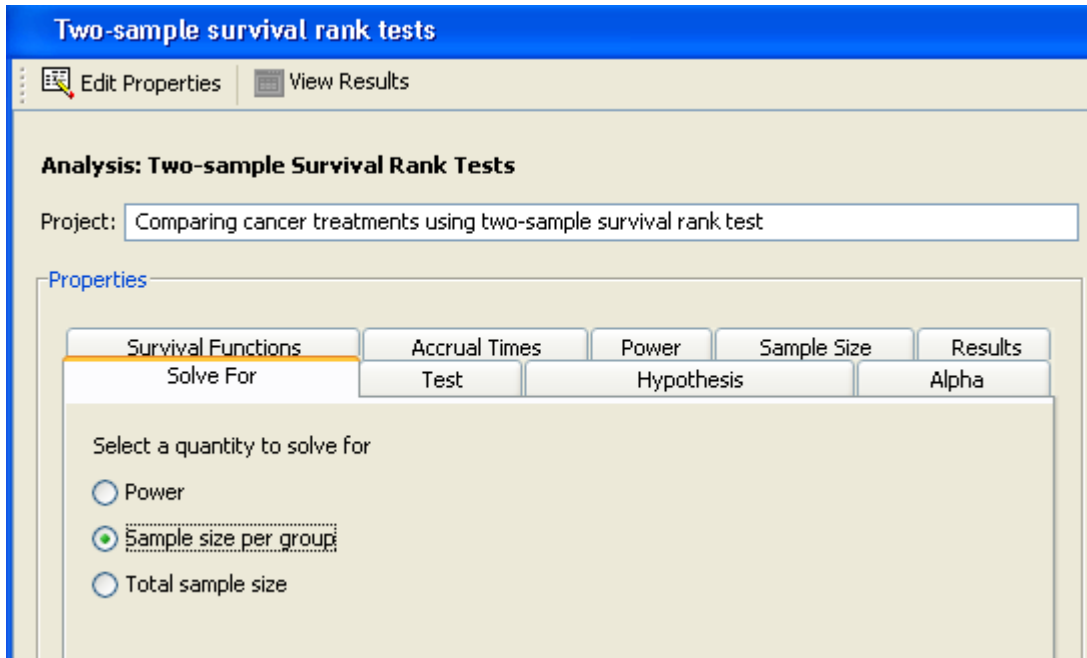 Two-sample survival rank tests
Edit Properties View Results
Analysis: Two-sample Survival Rank Tests
Project: Comparing cancer treatments using two-sample survival rank test
Properties
Survival Functions Accrual Times Power Sample Size Results
Solve For Test Hypothesis Alpha
Select a quantity to solve for
Power
Sample size per group
Total sample size